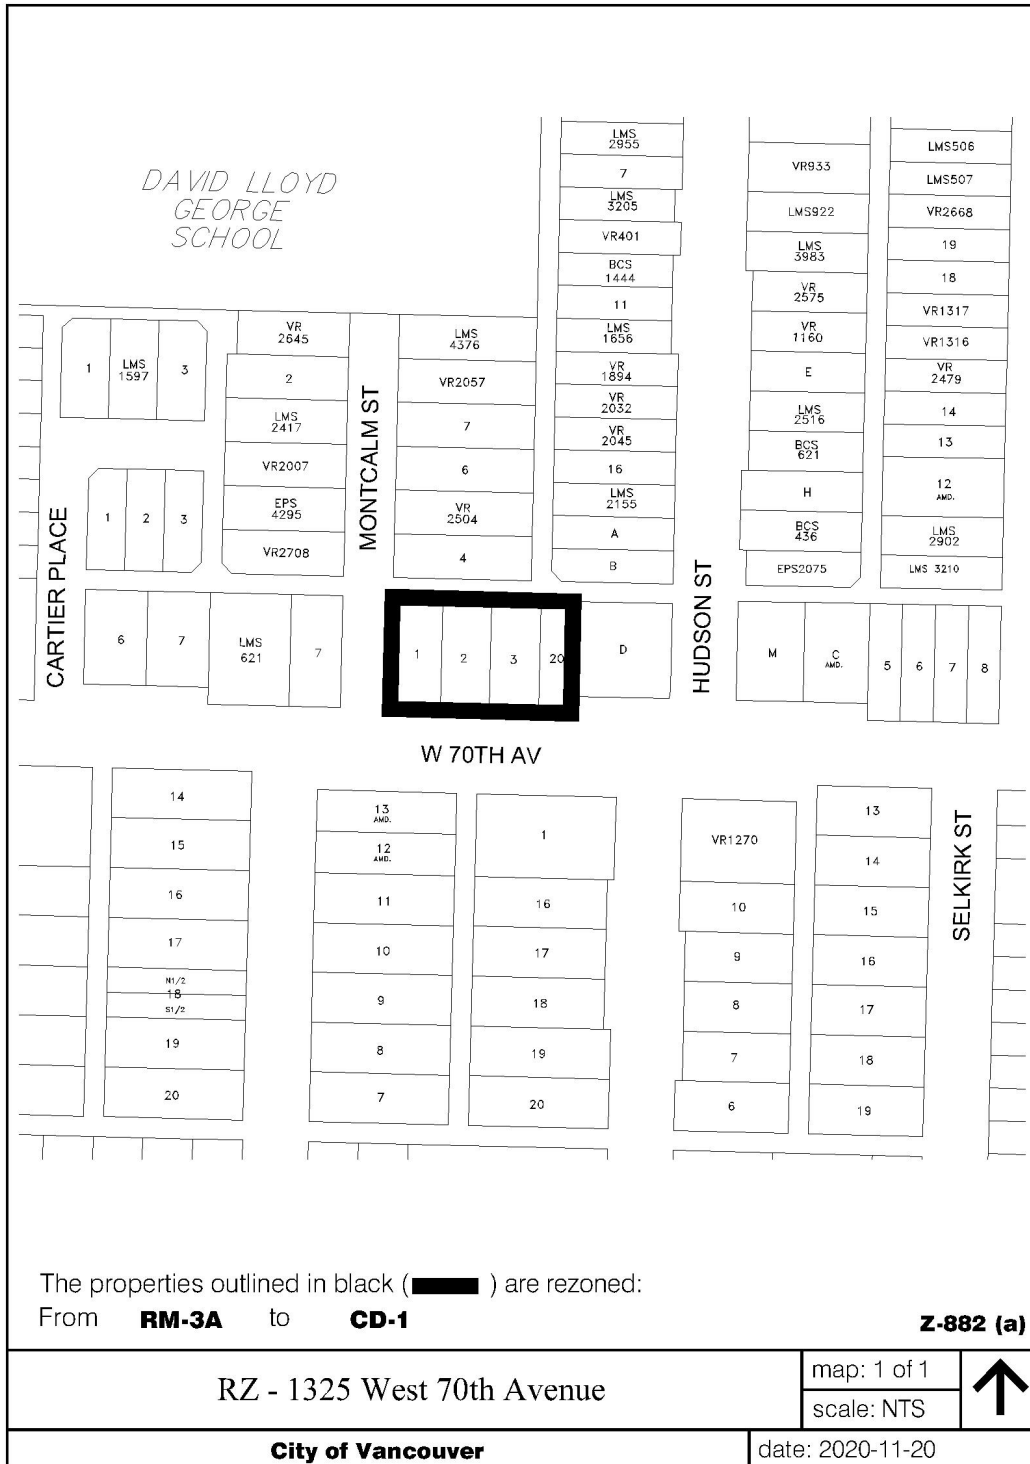 DAVID LLOYD
GEORGE
SCHOOL
1
LMS
1597
3
1
2
3
CARTIER PLACE
VR
2645
2
LMS
2417
VR2007
EPS
4295
VR2708
MONTCALM ST
LMS
4376
VR2057
7
6
VR
2504
4
LMS
2955
7
LMS
3205
VR401
BCS
1444
11
LMS
1656
VR
1894
VR
2032
VR
2045
16
LMS
2155
A
B
HUDSON ST
VR933
LMS922
LMS
3983
VR
2575
VR
1160
E
LMS
2516
BCS
621
H
BCS
436
EPS2075
LMS506
LMS507
VR2668
19
18
VR1317
VR1316
VR
2479
14
13
12
AMD.
LMS
2902
LMS 3210
6
7
LMS
621
7
1
2
3
20
D
M
C
AMD.
5
6
7
8
W 70TH AV
14
15
16
17
N1/2
18
S1/2
19
20
13
AMD.
12
AMD.
11
10
9
8
7
1
16
17
18
19
20
VR1270
10
9
8
7
6
13
14
15
16
17
18
19
SELKIRK ST
The properties outlined in black ( ) are rezoned:
From RM-3A to CD-1
Z-882 (a)
RZ - 1325 West 70th Avenue
map: 1 of 1
scale: NTS
City of Vancouver
date: 2020-11-20